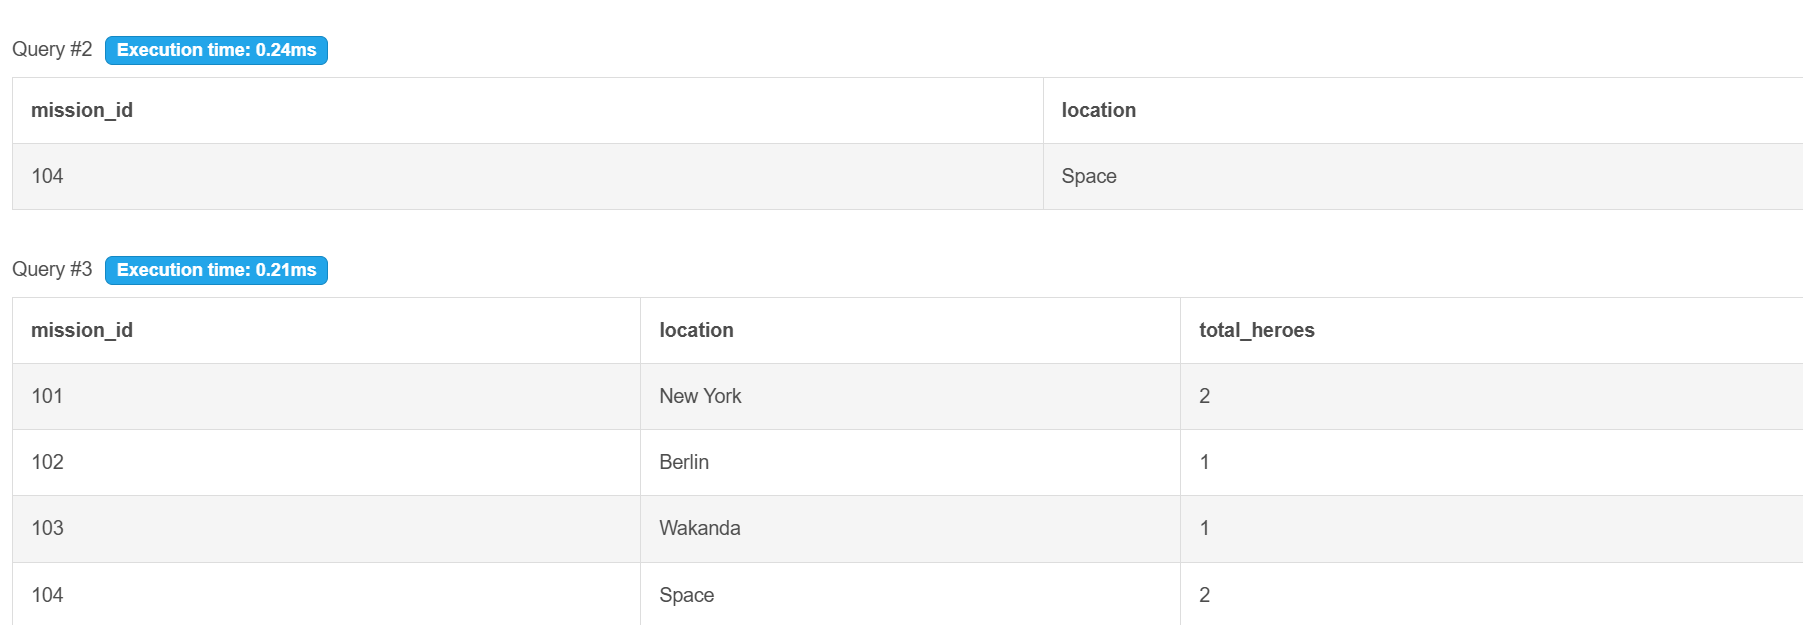 Query #2 Execution time: 0.24ms
mission_id location
104 Space
Query #3 Execution time: 0.21ms
mission_id location total_heroes
101 New York 2
102 Berlin 1
103 Wakanda 1
104 Space 2